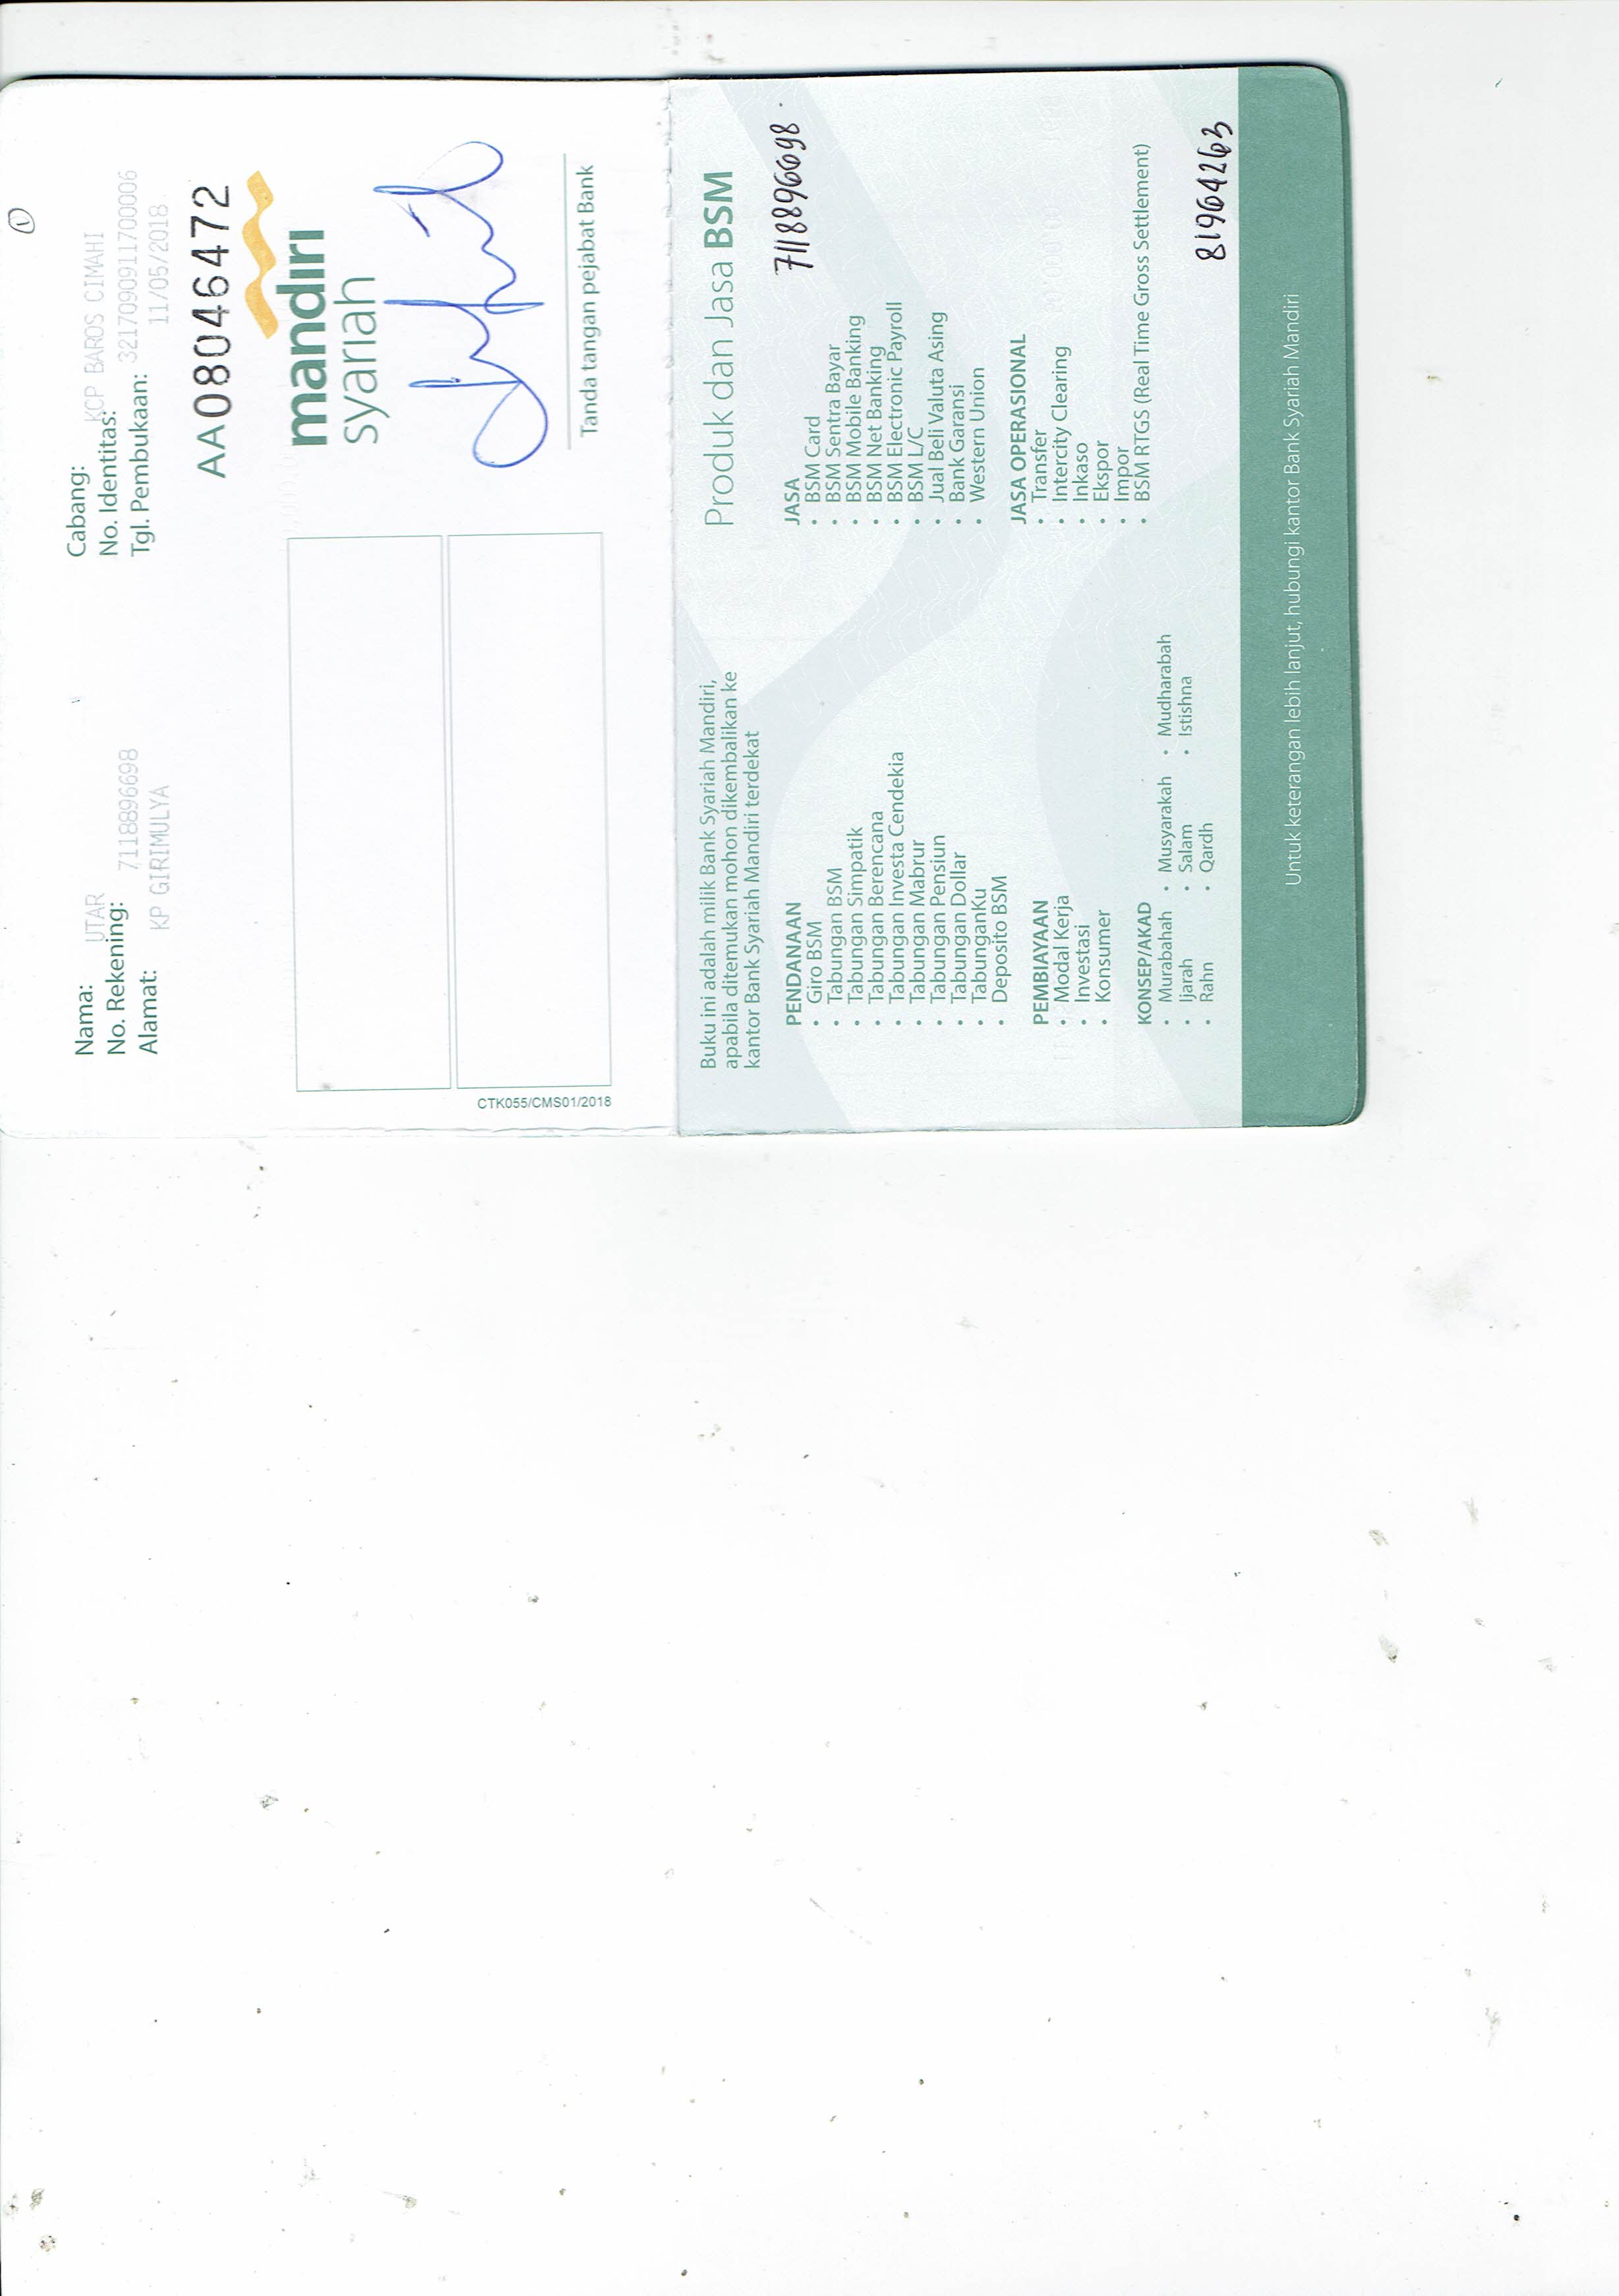 1
Nama: UTAR
No. Rekening: 7118896698
Alamat: KP GIRIMULYA
Cabang: KCP BAROS CIMAHI
No. Identitas: 3217090911700006
Tgl. Pembukaan: 11/05/2018
AA 08046472
mandiri
syariah
Tanda tangan pejabat Bank
CTK055/CMS01/2018
Buku ini adalah milik Bank Syariah Mandiri,
apabila ditemukan mohon dikembalikan ke
kantor Bank Syariah Mandiri terdekat
Produk dan Jasa BSM
7118896698.
PENDANAAN
• Giro BSM
• Tabungan BSM
• Tabungan Simpatik
• Tabungan Berencana
• Tabungan Investa Cendekia
• Tabungan Mabrur
• Tabungan Pensiun
• Tabungan Dollar
• TabunganKu
• Deposito BSM
PEMBIAYAAN
• Modal Kerja
• Investasi
• Konsumer
KONSEP/AKAD
• Murabahah • Musyarakah • Mudharabah
• Ijarah • Salam • Istishna
• Rahn • Qardh
JASA
• BSM Card
• BSM Sentra Bayar
• BSM Mobile Banking
• BSM Net Banking
• BSM Electronic Payroll
• BSM L/C
• Jual Beli Valuta Asing
• Bank Garansi
• Western Union
JASA OPERASIONAL
• Transfer
• Intercity Clearing
• Inkaso
• Ekspor
• Impor
• BSM RTGS (Real Time Gross Settlement)
81964263
Untuk keterangan lebih lanjut, hubungi kantor Bank Syariah Mandiri